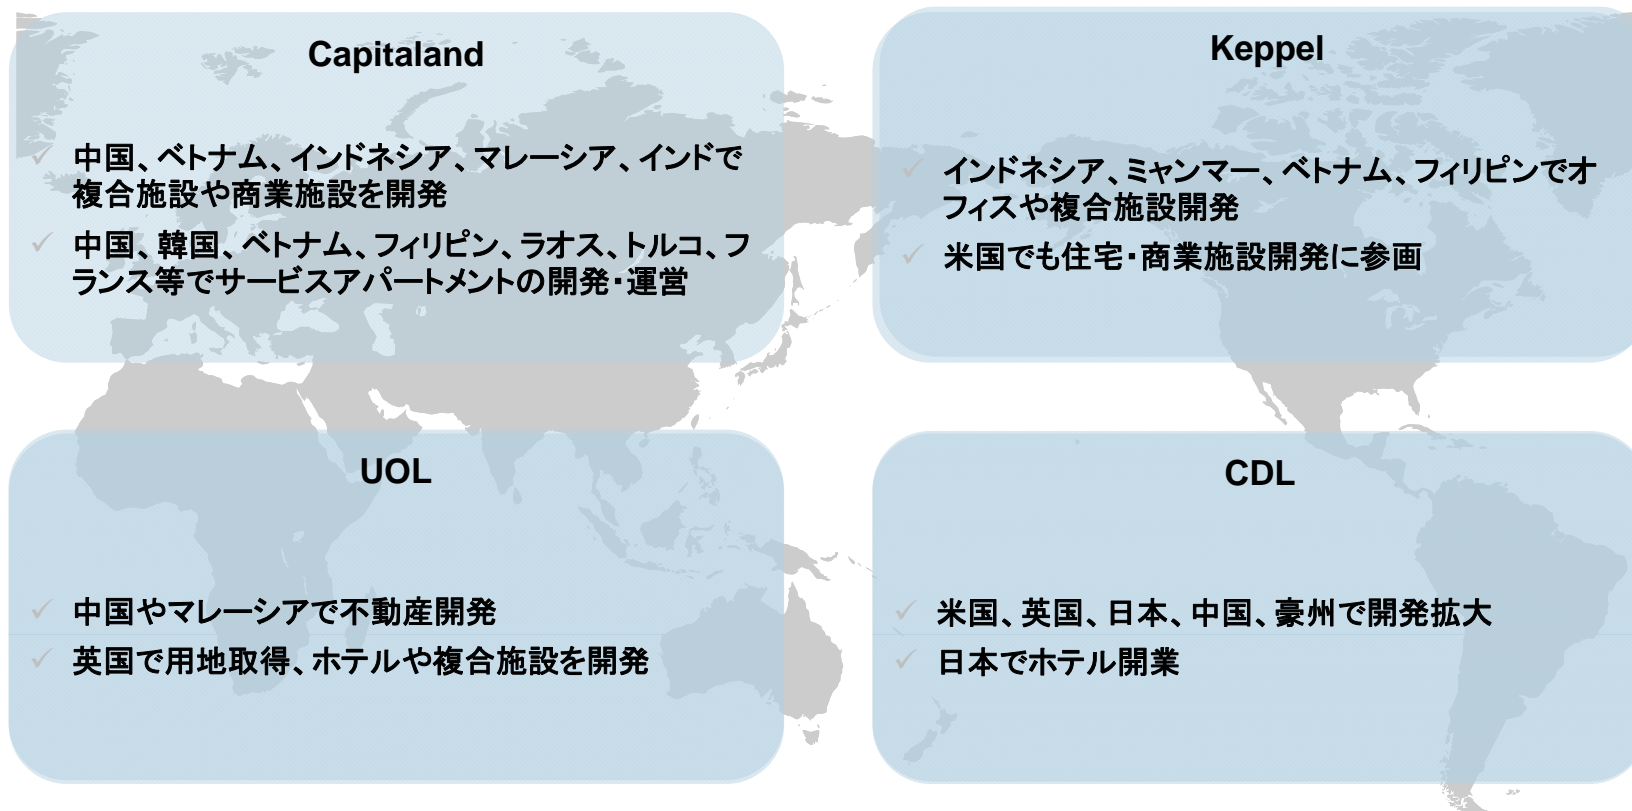 Capitaland
✓ 中国、ベトナム、インドネシア、マレーシア、インドで
複合施設や商業施設を開発
✓ 中国、韓国、ベトナム、フィリピン、ラオス、トルコ、フ
ランス等でサービスアパートメントの開発・運営
Keppel
✓ インドネシア、ミャンマー、ベトナム、フィリピンでオ
フィスや複合施設開発
✓ 米国でも住宅・商業施設開発に参画
UOL
✓ 中国やマレーシアで不動産開発
✓ 英国で用地取得、ホテルや複合施設を開発
CDL
✓ 米国、英国、日本、中国、豪州で開発拡大
✓ 日本でホテル開業